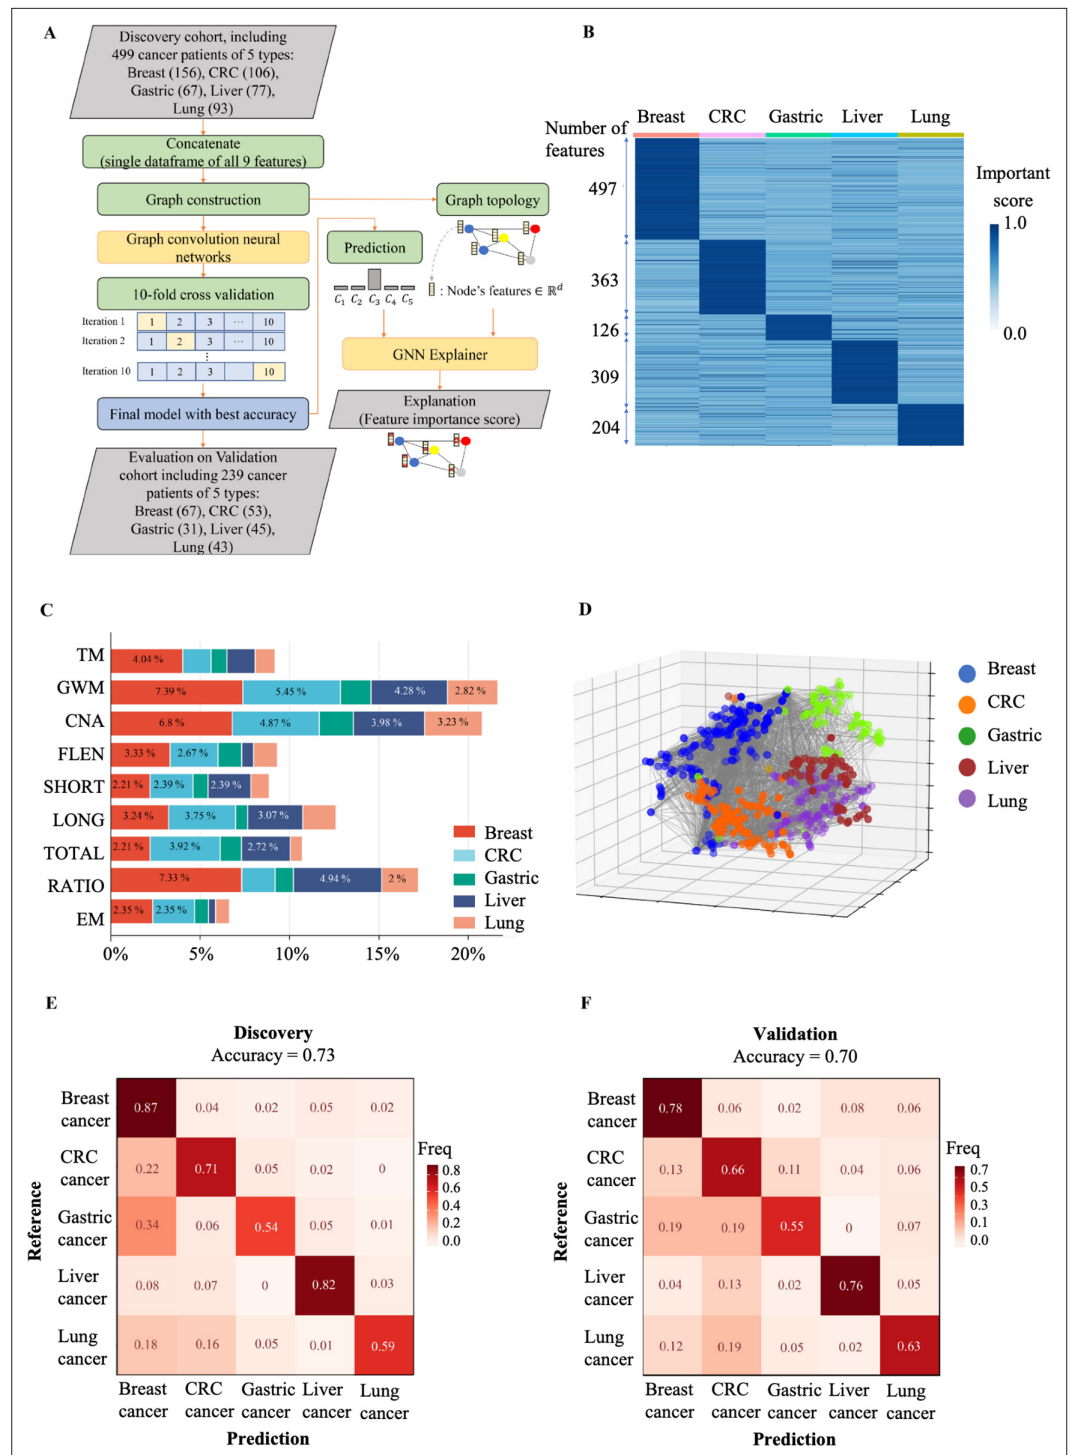 A
Discovery cohort, including
499 cancer patients of 5 types:
Breast (156), CRC (106),
Gastric (67), Liver (77),
Lung (93)
Concatenate
(single dataframe of all 9 features)
Graph construction
Graph topology
Graph convolution neural
networks
Prediction
10-fold cross validation
C1 C2 C3 C4 C5
: Node's features ∈ ℝ^d
Iteration 1 1 2 3 ... 10
Iteration 2 1 2 3 ... 10
⋮
Iteration 10 1 2 3 10
GNN Explainer
Final model with best accuracy
Explanation
(Feature importance score)
Evaluation on Validation
cohort including 239 cancer
patients of 5 types:
Breast (67), CRC (53),
Gastric (31), Liver (45),
Lung (43)
B
Breast CRC Gastric Liver Lung
Number of
features
497
363
126
309
204
Important
score
1.0
0.0
C
TM 4.04 %
GWM 7.39 % 5.45 % 4.28 % 2.82 %
CNA 6.8 % 4.87 % 3.98 % 3.23 %
FLEN 3.33 % 2.67 %
SHORT 2.21 % 2.39 % 2.39 %
LONG 3.24 % 3.75 % 3.07 %
TOTAL 2.21 % 3.92 % 2.72 %
RATIO 7.33 % 4.94 % 2 %
EM 2.35 % 2.35 %
0% 5% 10% 15% 20%
Breast
CRC
Gastric
Liver
Lung
D
Breast
CRC
Gastric
Liver
Lung
E
Discovery
Accuracy = 0.73
Reference
Breast cancer 0.87 0.04 0.02 0.05 0.02
CRC cancer 0.22 0.71 0.05 0.02 0
Gastric cancer 0.34 0.06 0.54 0.05 0.01
Liver cancer 0.08 0.07 0 0.82 0.03
Lung cancer 0.18 0.16 0.05 0.01 0.59
Breast CRC Gastric Liver Lung
cancer cancer cancer cancer cancer
Prediction
Freq
0.8
0.6
0.4
0.2
0.0
F
Validation
Accuracy = 0.70
Reference
Breast cancer 0.78 0.06 0.02 0.08 0.06
CRC cancer 0.13 0.66 0.11 0.04 0.06
Gastric cancer 0.19 0.19 0.55 0 0.07
Liver cancer 0.04 0.13 0.02 0.76 0.05
Lung cancer 0.12 0.19 0.05 0.02 0.63
Breast CRC Gastric Liver Lung
cancer cancer cancer cancer cancer
Prediction
Freq
0.7
0.5
0.3
0.1
0.0